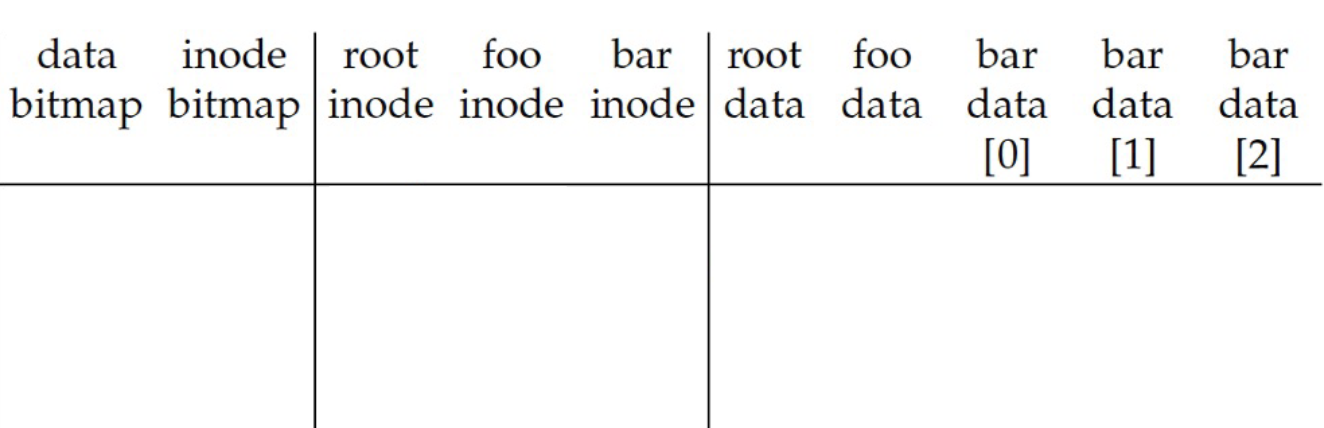 data inode root foo bar root foo bar bar bar
bitmap bitmap inode inode inode data data data data data
[0] [1] [2]